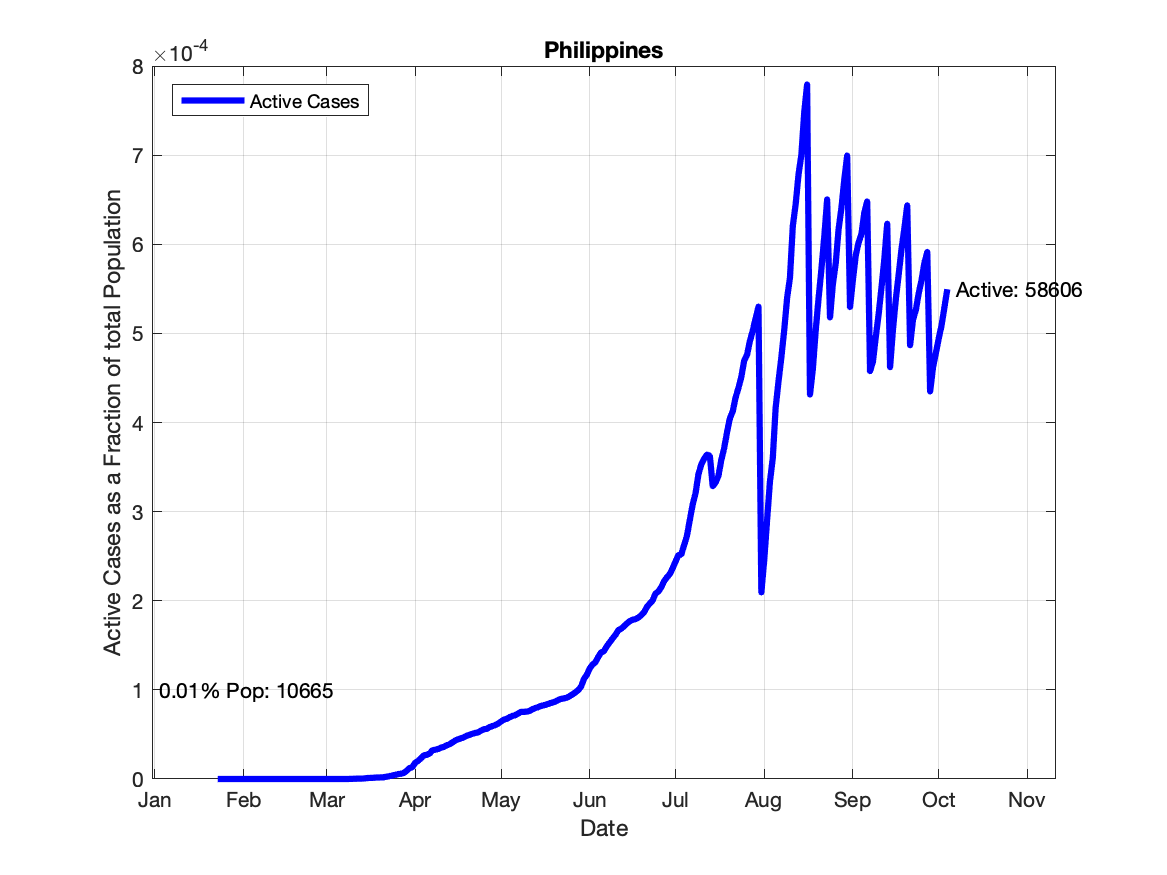 Philippines
×10-4
Active Cases
8
7
6
5
4
3
2
1
0
Active Cases as a Fraction of total Population
Active: 58606
0.01% Pop: 10665
Jan Feb Mar Apr May Jun Jul Aug Sep Oct Nov
Date